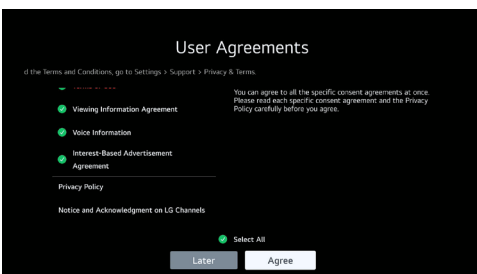 User Agreements
d the Terms and Conditions, go to Settings > Support > Privacy & Terms.
You can agree to all the specific consent agreements at once.
Please read each specific consent agreement and the Privacy
Policy carefully before you agree.
Viewing Information Agreement
Voice Information
Interest-Based Advertisement
Agreement
Privacy Policy
Notice and Acknowledgment on LG Channels
Select All
Later
Agree